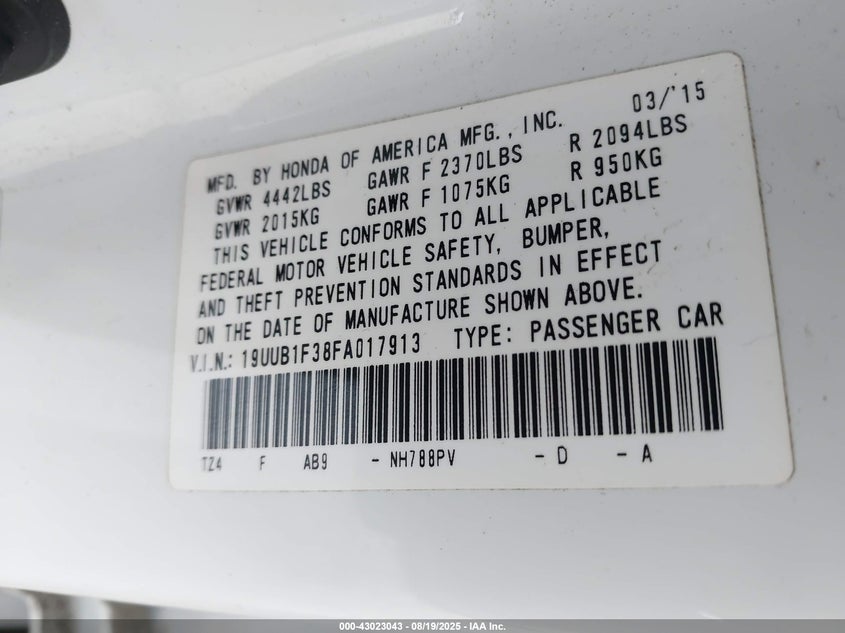 03/'15
MFD. BY HONDA OF AMERICA MFG., INC.
GVWR 4442LBS GAWR F 2370LBS R 2094LBS
GVWR 2015KG GAWR F 1075KG R 950KG
THIS VEHICLE CONFORMS TO ALL APPLICABLE
FEDERAL MOTOR VEHICLE SAFETY, BUMPER,
AND THEFT PREVENTION STANDARDS IN EFFECT
ON THE DATE OF MANUFACTURE SHOWN ABOVE.
V.I.N.: 19UUB1F38FA017913 TYPE: PASSENGER CAR
TZ4 F AB9 - NH788PV - D - A
000-43023043 - 08/19/2025 - IAA Inc.